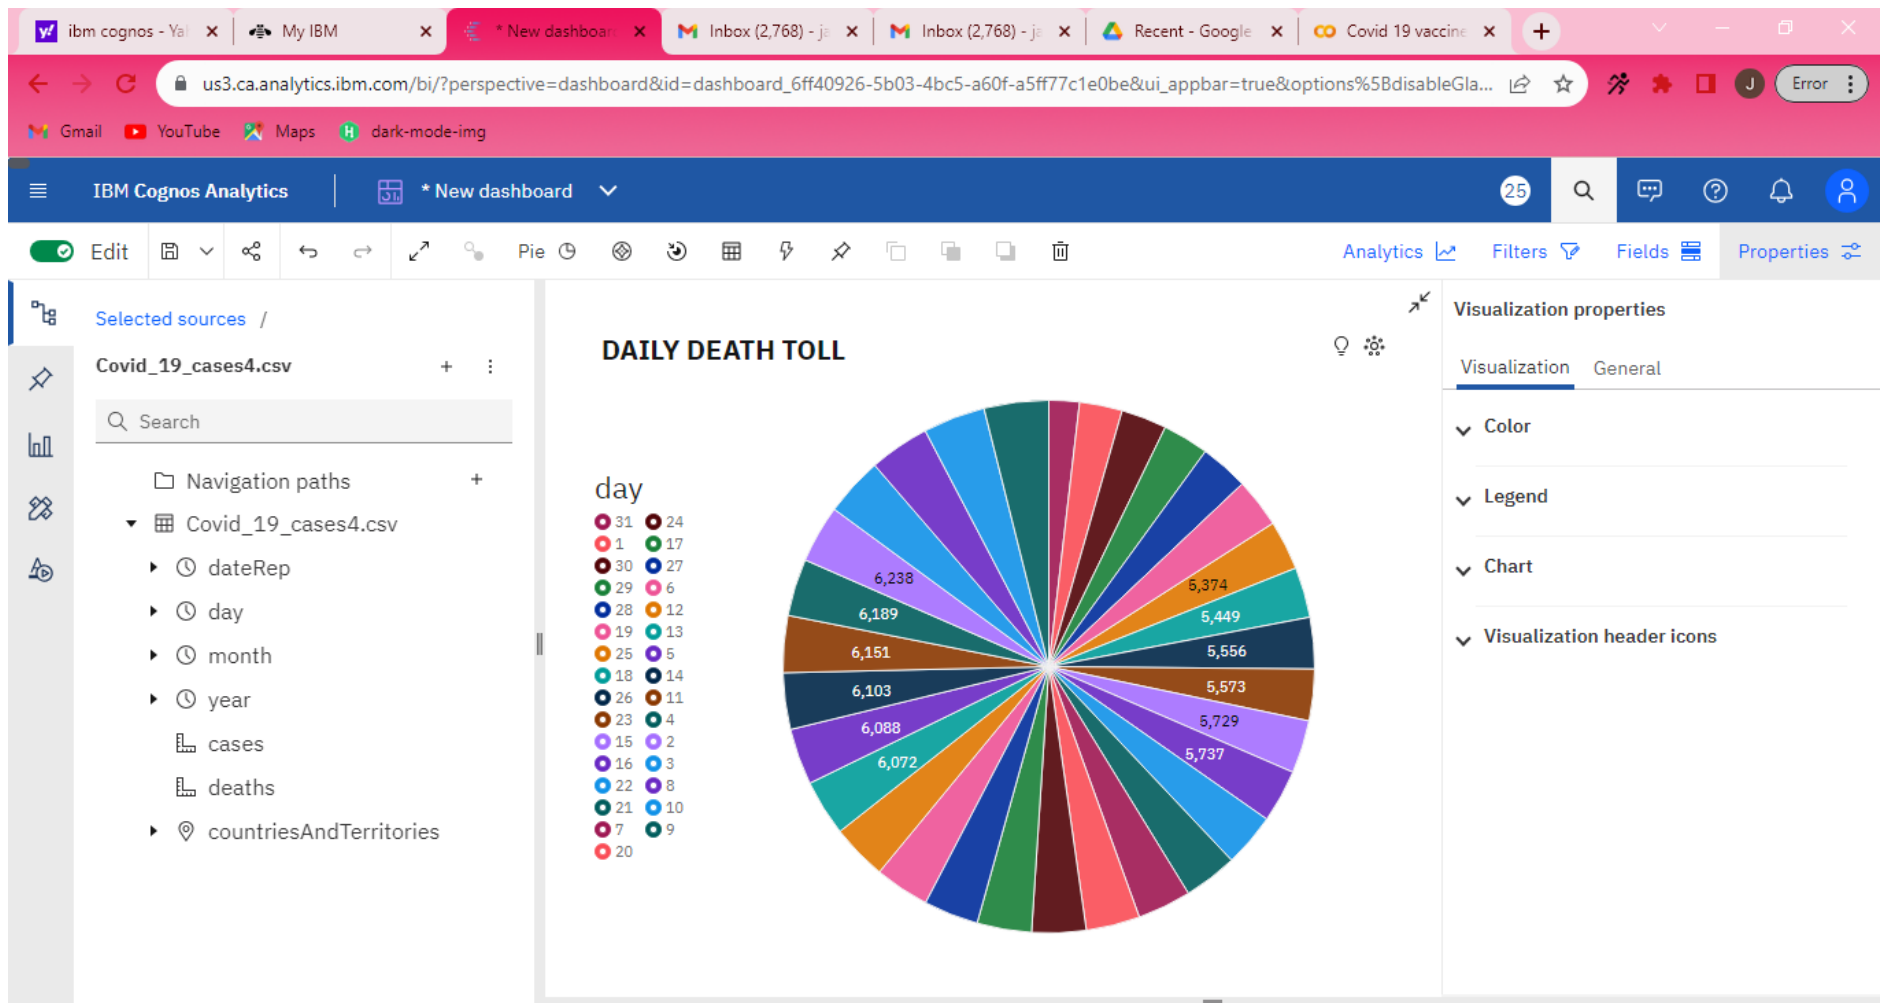 ibm cognos - Ya
My IBM
* New dashboar
Inbox (2,768) - ja
Inbox (2,768) - ja
Recent - Google
Covid 19 vaccine
us3.ca.analytics.ibm.com/bi/?perspective=dashboard&id=dashboard_6ff40926-5b03-4bc5-a60f-a5ff77c1e0be&ui_appbar=true&options%5BdisableGla...
J
Error
Gmail
YouTube
Maps
dark-mode-img
IBM Cognos Analytics
* New dashboard
25
Edit
Pie
Analytics
Filters
Fields
Properties
Selected sources /
Covid_19_cases4.csv
Search
Navigation paths
Covid_19_cases4.csv
dateRep
day
month
year
cases
deaths
countriesAndTerritories
DAILY DEATH TOLL
day
31 24
1 17
30 27
29 6
28 12
19 13
25 5
18 14
26 11
23 4
15 2
16 3
22 8
21 10
7 9
20
6,238
6,189
6,151
6,103
6,088
6,072
5,374
5,449
5,556
5,573
5,729
5,737
Visualization properties
Visualization
General
Color
Legend
Chart
Visualization header icons